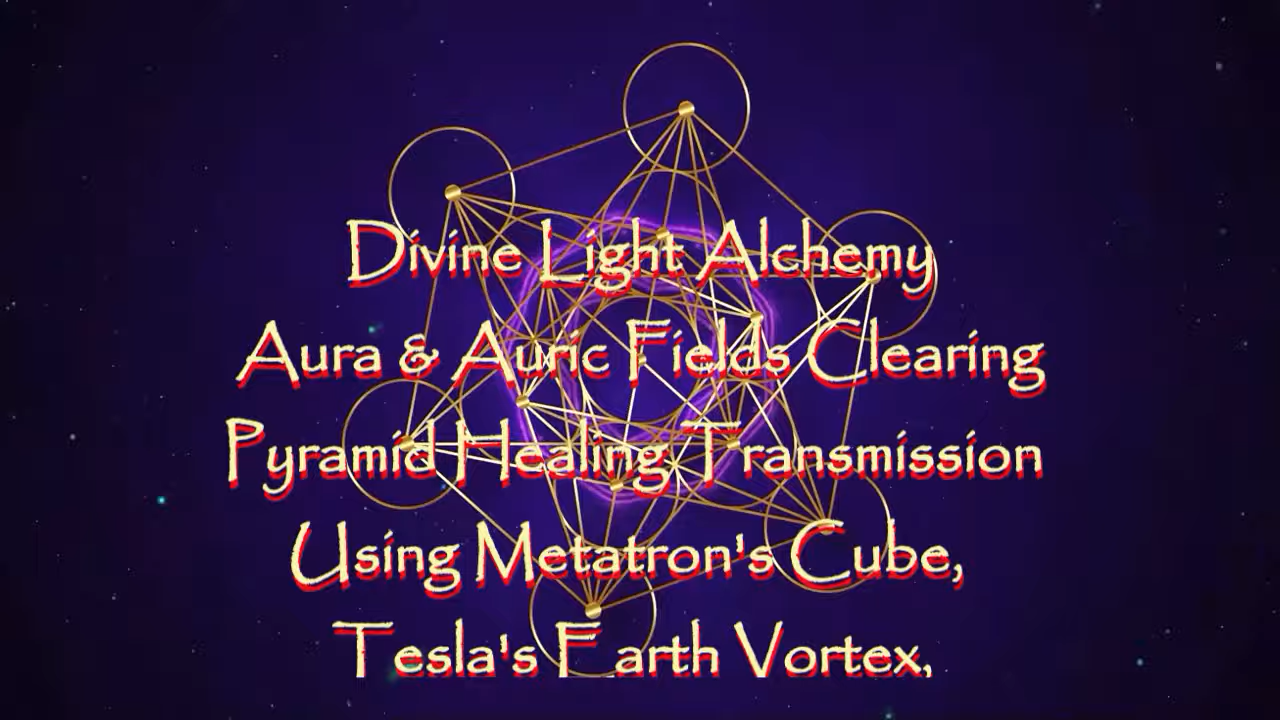 Divine Light Alchemy
Aura & Auric Fields Clearing
Pyramid Healing Transmission
Using Metatron's Cube,
Tesla's Earth Vortex,